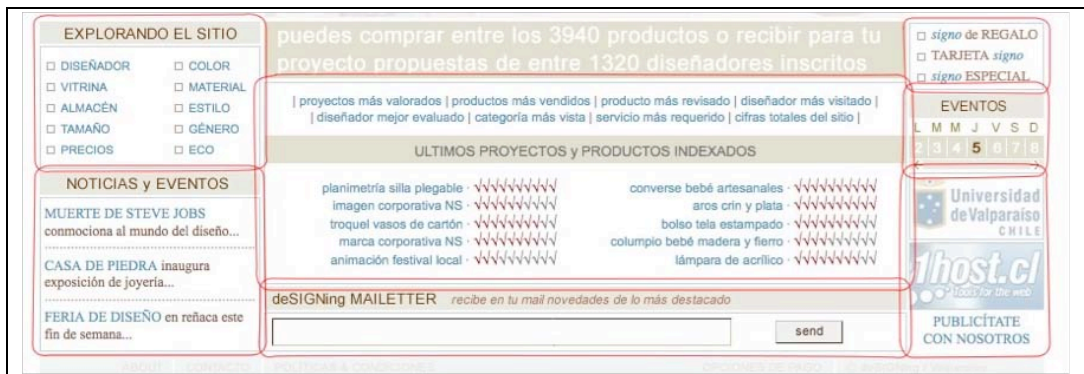 EXPLORANDO EL SITIO
□ DISEÑADOR □ COLOR
□ VITRINA □ MATERIAL
□ ALMACÉN □ ESTILO
□ TAMAÑO □ GÉNERO
□ PRECIOS □ ECO
NOTICIAS y EVENTOS
MUERTE DE STEVE JOBS
conmociona al mundo del diseño...
CASA DE PIEDRA inaugura
exposición de joyería...
FERIA DE DISEÑO en reñaca este
fin de semana...
puedes comprar entre los 3940 productos o recibir para tu
proyecto propuestas de entre 1320 diseñadores inscritos
| proyectos más valorados | productos más vendidos | producto más revisado | diseñador más visitado |
| diseñador mejor evaluado | categoría más vista | servicio más requerido | cifras totales del sitio |
ULTIMOS PROYECTOS y PRODUCTOS INDEXADOS
planimetría silla plegable · √√√√√√√√√√ converse bebé artesanales · √√√√√√√√√√
imagen corporativa NS · √√√√√√√√√√ aros crin y plata · √√√√√√√√√√
troquel vasos de cartón · √√√√√√√√√√ bolso tela estampado · √√√√√√√√√√
marca corporativa NS · √√√√√√√√√√ columpio bebé madera y fierro · √√√√√√√√√√
animación festival local · √√√√√√√√√√ lámpara de acrílico · √√√√√√√√√√
deSIGNing MAILETTER recibe en tu mail novedades de lo más destacado
send
□ signo de REGALO
□ TARJETA signo
□ signo ESPECIAL
EVENTOS
L M M J V S D
2 3 4 5 6 7 8
Universidad
de Valparaíso
CHILE
1host.cl
Tools for the web
PUBLICÍTATE
CON NOSOTROS
ABOUT CONTACTO POLÍTICAS & CONDICIONES OPCIONES DE PAGO